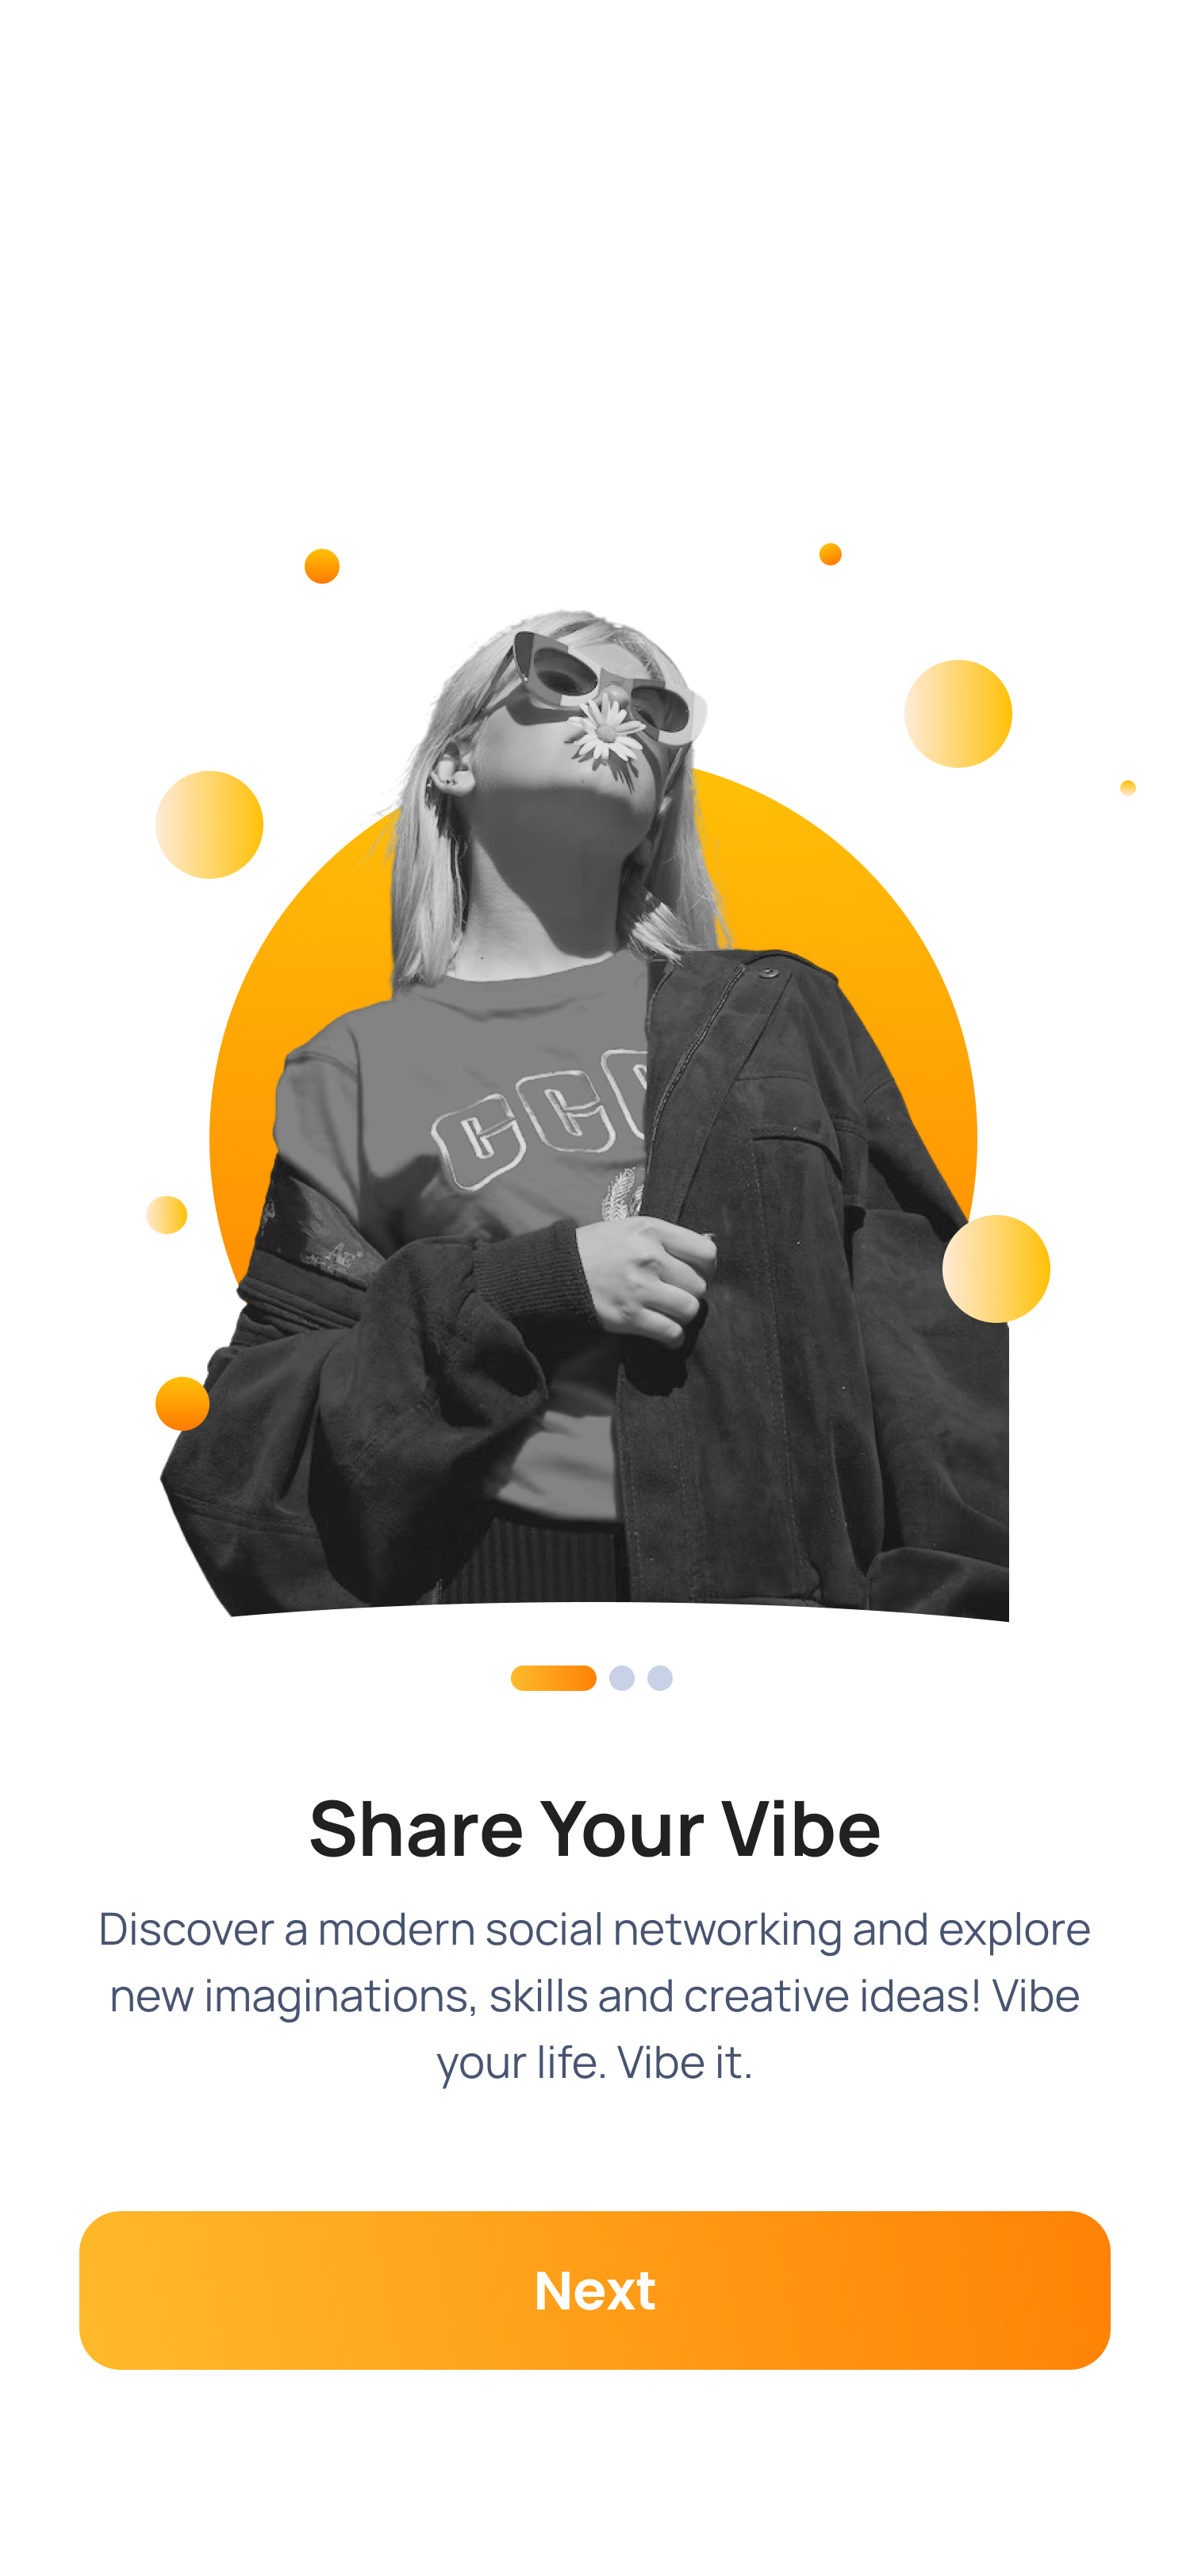 Share Your Vibe
Discover a modern social networking and explore
new imaginations, skills and creative ideas! Vibe
your life. Vibe it.
Next